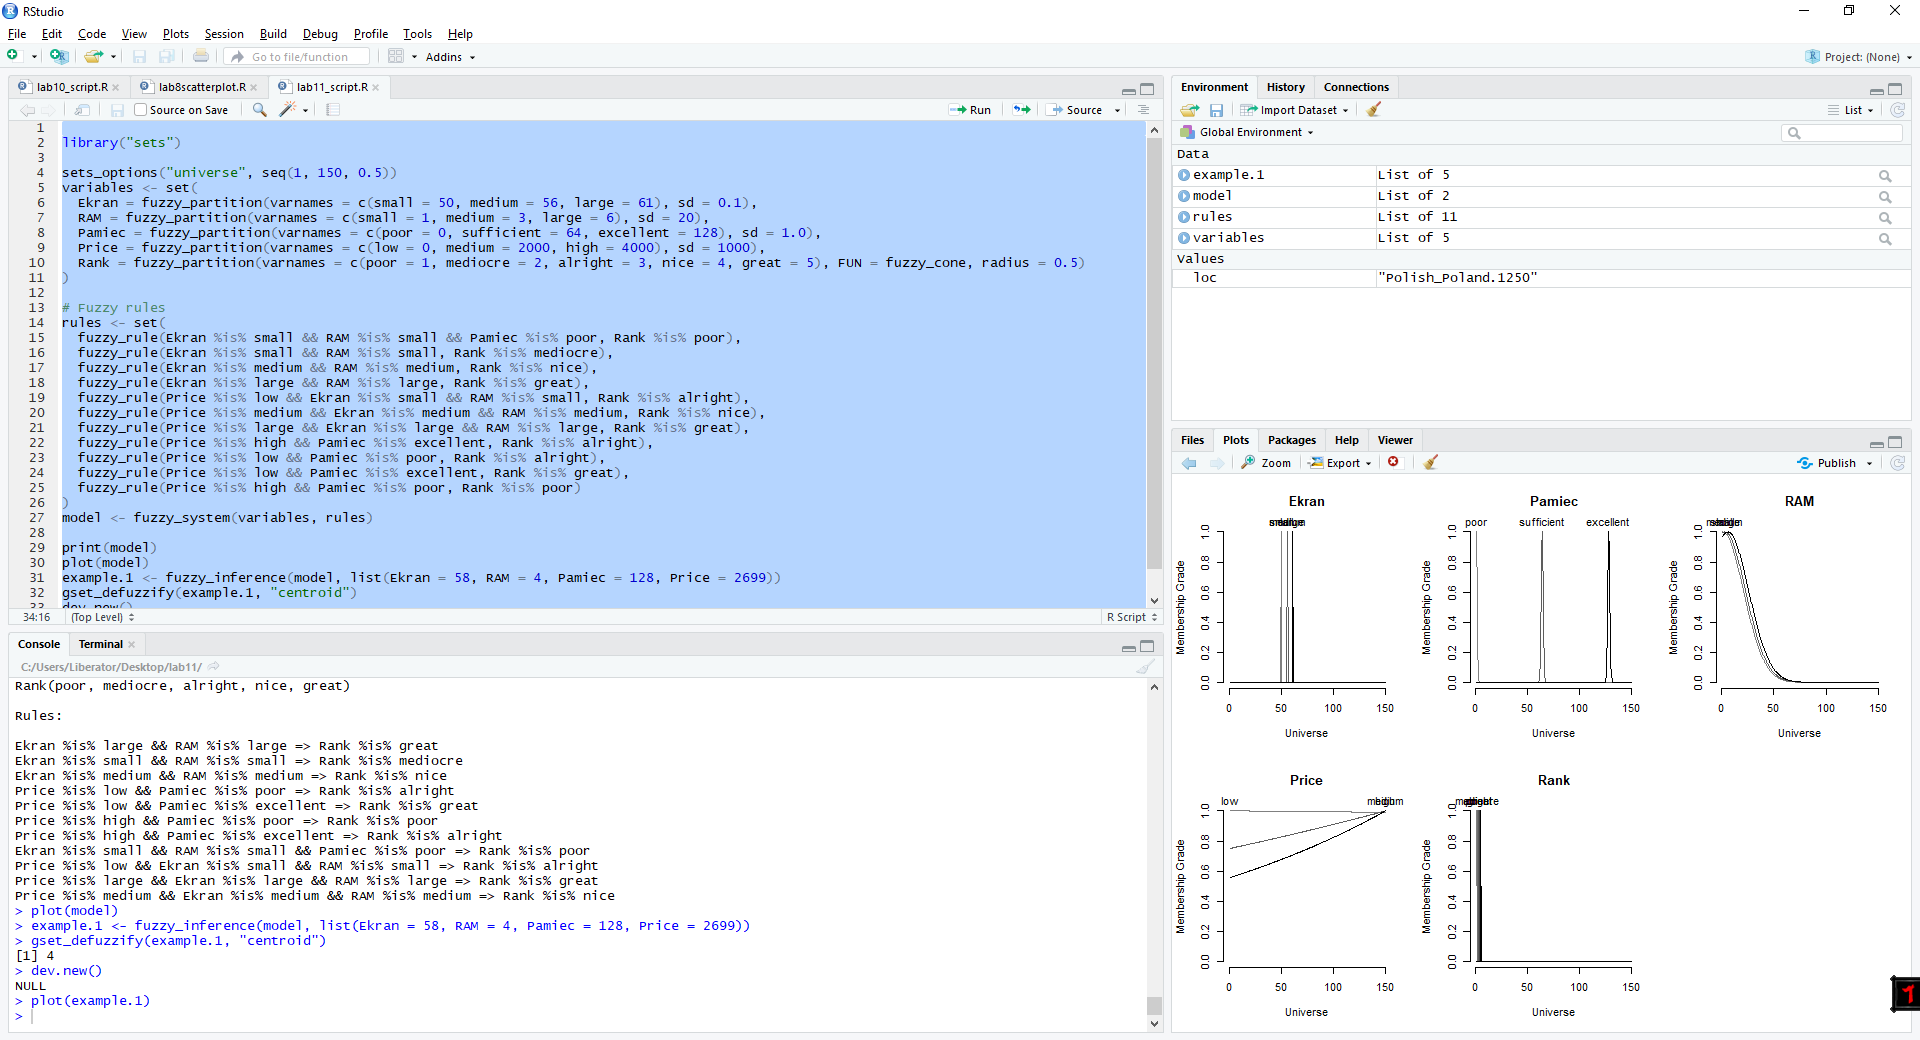 RStudio
File Edit Code View Plots Session Build Debug Profile Tools Help
Go to file/function Addins Project: (None)
lab10_script.R lab8scatterplot.R lab11_script.R
Source on Save Run Source
1
2 library("sets")
3
4 sets_options("universe", seq(1, 150, 0.5))
5 variables <- set(
6 Ekran = fuzzy_partition(varnames = c(small = 50, medium = 56, large = 61), sd = 0.1),
7 RAM = fuzzy_partition(varnames = c(small = 1, medium = 3, large = 6), sd = 20),
8 Pamiec = fuzzy_partition(varnames = c(poor = 0, sufficient = 64, excellent = 128), sd = 1.0),
9 Price = fuzzy_partition(varnames = c(low = 0, medium = 2000, high = 4000), sd = 1000),
10 Rank = fuzzy_partition(varnames = c(poor = 1, mediocre = 2, alright = 3, nice = 4, great = 5), FUN = fuzzy_cone, radius = 0.5)
11 )
12
13 # Fuzzy rules
14 rules <- set(
15 fuzzy_rule(Ekran %is% small && RAM %is% small && Pamiec %is% poor, Rank %is% poor),
16 fuzzy_rule(Ekran %is% small && RAM %is% small, Rank %is% mediocre),
17 fuzzy_rule(Ekran %is% medium && RAM %is% medium, Rank %is% nice),
18 fuzzy_rule(Ekran %is% large && RAM %is% large, Rank %is% great),
19 fuzzy_rule(Price %is% low && Ekran %is% small && RAM %is% small, Rank %is% alright),
20 fuzzy_rule(Price %is% medium && Ekran %is% medium && RAM %is% medium, Rank %is% nice),
21 fuzzy_rule(Price %is% large && Ekran %is% large && RAM %is% large, Rank %is% great),
22 fuzzy_rule(Price %is% high && Pamiec %is% excellent, Rank %is% alright),
23 fuzzy_rule(Price %is% low && Pamiec %is% poor, Rank %is% alright),
24 fuzzy_rule(Price %is% low && Pamiec %is% excellent, Rank %is% great),
25 fuzzy_rule(Price %is% high && Pamiec %is% poor, Rank %is% poor)
26 )
27 model <- fuzzy_system(variables, rules)
28
29 print(model)
30 plot(model)
31 example.1 <- fuzzy_inference(model, list(Ekran = 58, RAM = 4, Pamiec = 128, Price = 2699))
32 gset_defuzzify(example.1, "centroid")
33 dev.new()
34:16 (Top Level) R Script
Console Terminal
C:/Users/Liberator/Desktop/lab11/
Rank(poor, mediocre, alright, nice, great)
Rules:
Ekran %is% large && RAM %is% large => Rank %is% great
Ekran %is% small && RAM %is% small => Rank %is% mediocre
Ekran %is% medium && RAM %is% medium => Rank %is% nice
Price %is% low && Pamiec %is% poor => Rank %is% alright
Price %is% low && Pamiec %is% excellent => Rank %is% great
Price %is% high && Pamiec %is% poor => Rank %is% poor
Price %is% high && Pamiec %is% excellent => Rank %is% alright
Ekran %is% small && RAM %is% small && Pamiec %is% poor => Rank %is% poor
Price %is% low && Ekran %is% small && RAM %is% small => Rank %is% alright
Price %is% large && Ekran %is% large && RAM %is% large => Rank %is% great
Price %is% medium && Ekran %is% medium && RAM %is% medium => Rank %is% nice
> plot(model)
> example.1 <- fuzzy_inference(model, list(Ekran = 58, RAM = 4, Pamiec = 128, Price = 2699))
> gset_defuzzify(example.1, "centroid")
[1] 4
> dev.new()
NULL
> plot(example.1)
>
Environment History Connections
Import Dataset List
Global Environment
Data
example.1 List of 5
model List of 2
rules List of 11
variables List of 5
Values
loc "Polish_Poland.1250"
Files Plots Packages Help Viewer
Zoom Export Publish
Ekran
Membership Grade
0.0 0.2 0.4 0.6 0.8 1.0
0 50 100 150
Universe
Pamiec
poor sufficient excellent
Membership Grade
0.0 0.2 0.4 0.6 0.8 1.0
0 50 100 150
Universe
RAM
Membership Grade
0.0 0.2 0.4 0.6 0.8 1.0
0 50 100 150
Universe
Price
low
Membership Grade
0.0 0.2 0.4 0.6 0.8 1.0
0 50 100 150
Universe
Rank
Membership Grade
0.0 0.2 0.4 0.6 0.8 1.0
0 50 100 150
Universe